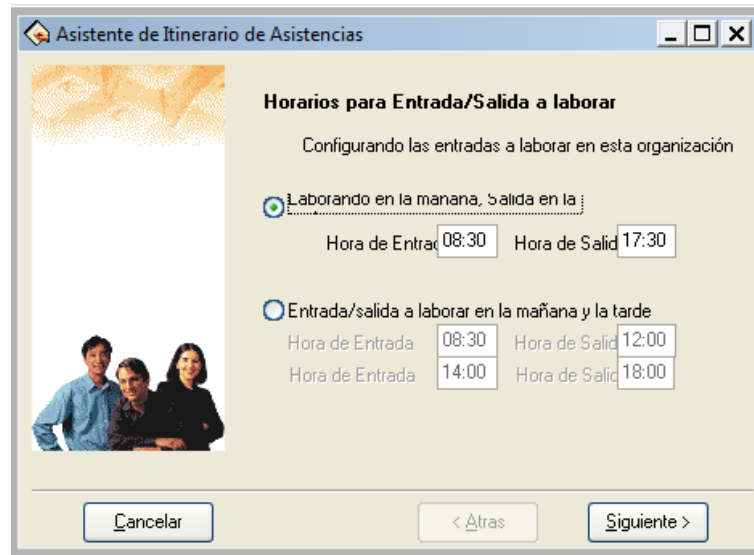 Asistente de Itinerario de Asistencias
Horarios para Entrada/Salida a laborar
Configurando las entradas a laborar en esta organización
Laborando en la manana, Salida en la
Hora de Entrad 08:30 Hora de Salid 17:30
Entrada/salida a laborar en la mañana y la tarde
Hora de Entrada 08:30 Hora de Salid 12:00
Hora de Entrada 14:00 Hora de Salid 18:00
Cancelar < Atras Siguiente >